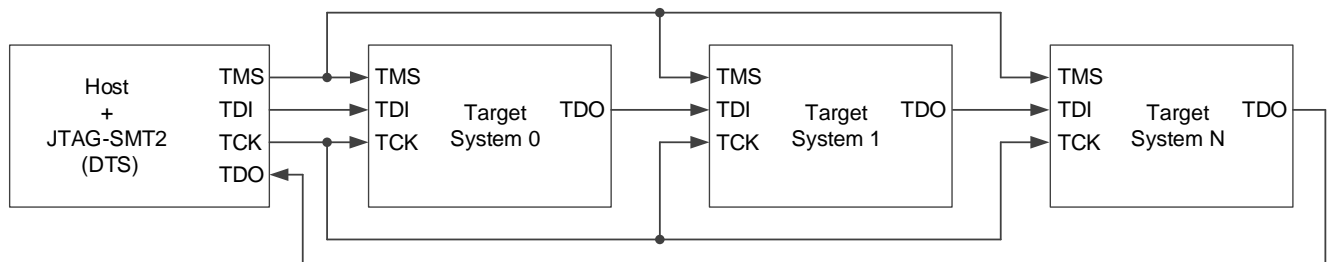 Host
+
JTAG-SMT2
(DTS)
TMS
TDI
TCK
TDO
TMS
TDI
TCK
Target
System 0
TDO
TMS
TDI
TCK
Target
System 1
TDO
TMS
TDI
TCK
Target
System N
TDO